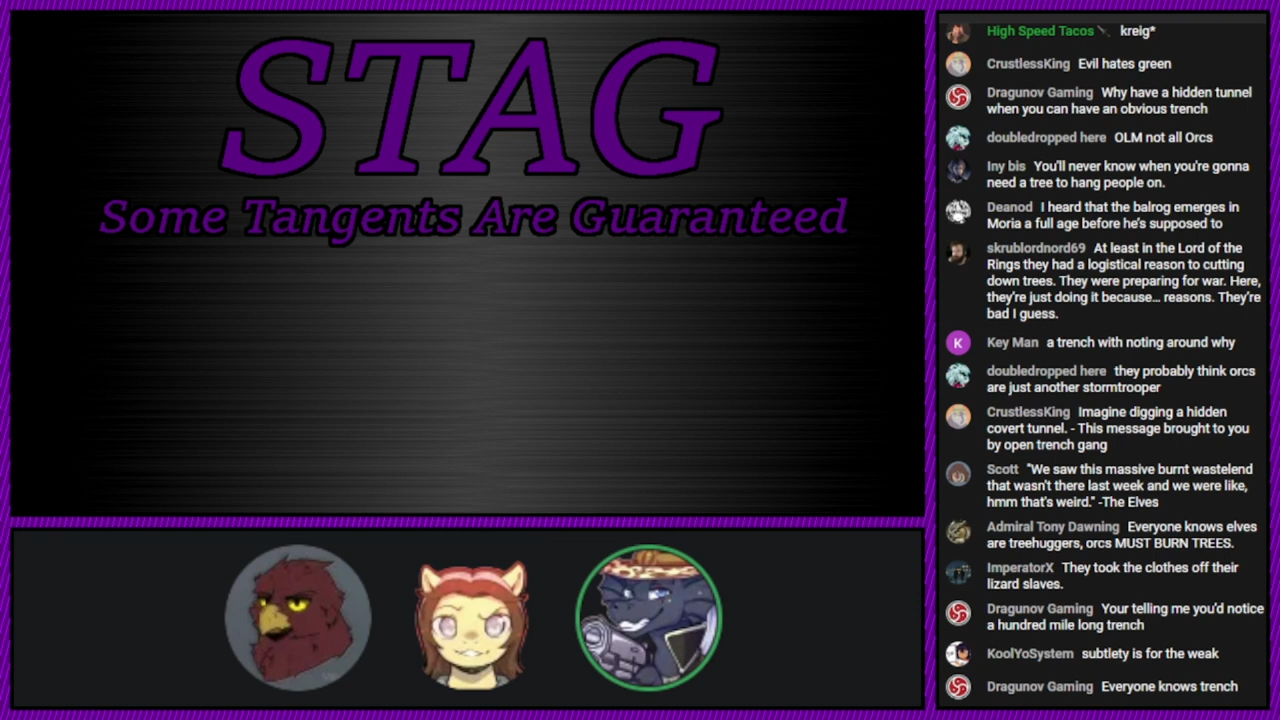 STAG
Some Tangents Are Guaranteed
High Speed Tacos kreig*
CrustlessKing Evil hates green
Dragunov Gaming Why have a hidden tunnel
when you can have an obvious trench
doubledropped here OLM not all Orcs
Iny bis You'll never know when you're gonna
need a tree to hang people on.
Deanod I heard that the balrog emerges in
Moria a full age before he's supposed to
skrublordnord69 At least in the Lord of the
Rings they had a logistical reason to cutting
down trees. They were preparing for war. Here,
they're just doing it because... reasons. They're
bad I guess.
K
Key Man a trench with noting around why
doubledropped here they probably think orcs
are just another stormtrooper
CrustlessKing Imagine digging a hidden
covert tunnel. - This message brought to you
by open trench gang
Scott "We saw this massive burnt wastelend
that wasn't there last week and we were like,
hmm that's weird." -The Elves
Admiral Tony Dawning Everyone knows elves
are treehuggers, orcs MUST BURN TREES.
ImperatorX They took the clothes off their
lizard slaves.
Dragunov Gaming Your telling me you'd notice
a hundred mile long trench
KoolYoSystem subtlety is for the weak
Dragunov Gaming Everyone knows trench